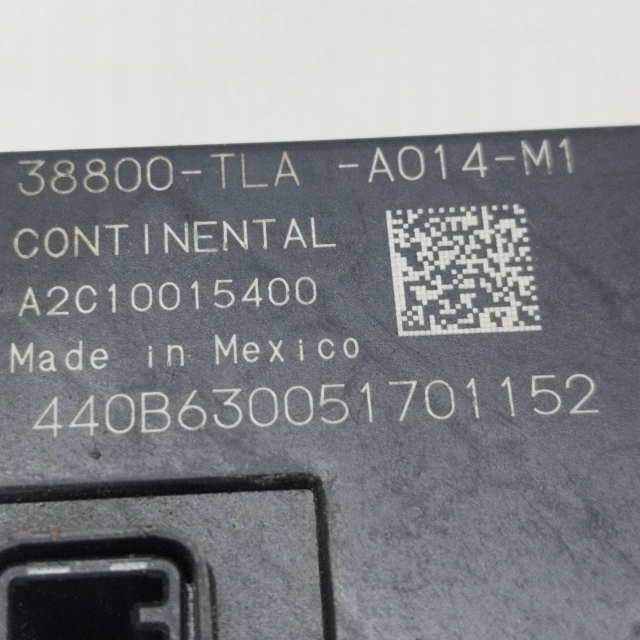 38800-TLA -A014-M1
CONTINENTAL
A2C10015400
Made in Mexico
440B630051701152